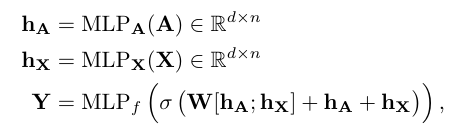 h_A = MLP_A(A) ∈ ℝ^{d×n}
h_X = MLP_X(X) ∈ ℝ^{d×n}
Y = MLP_f (σ (W[h_A; h_X] + h_A + h_X)) ,